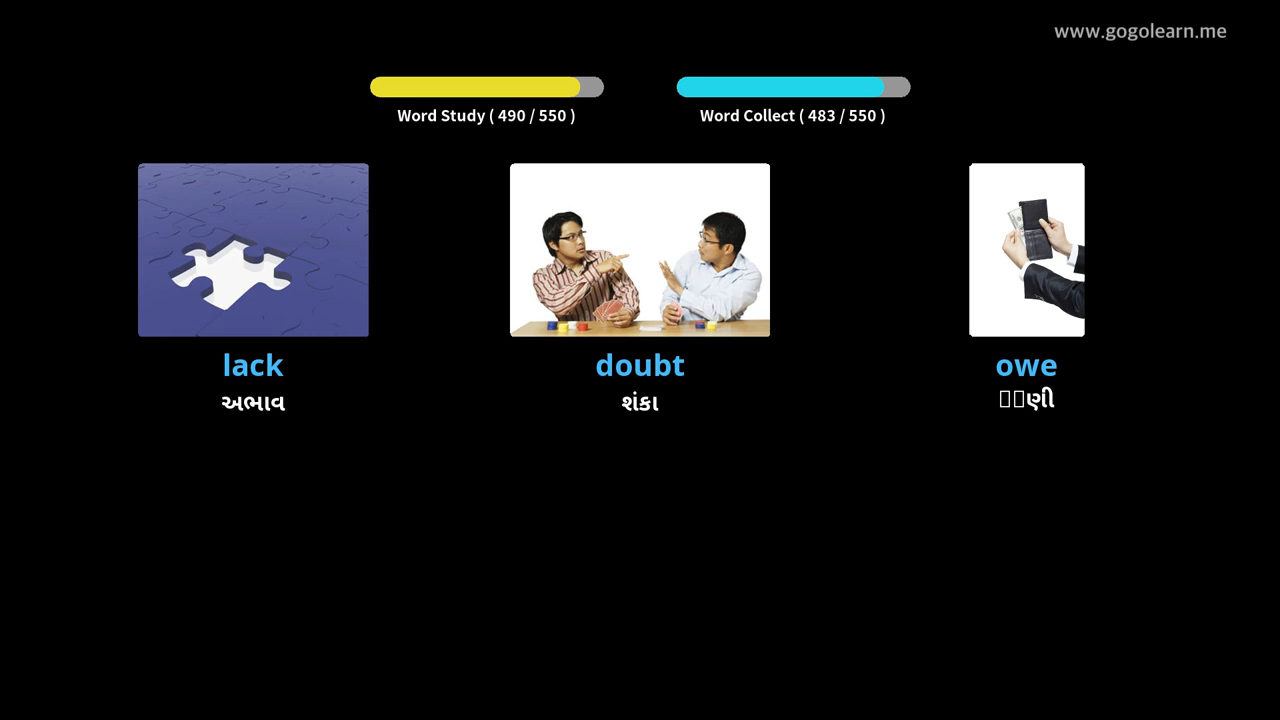 www.gogolearn.me
Word Study ( 490 / 550 )
Word Collect ( 483 / 550 )
lack
doubt
owe
અભાવ
શંકા